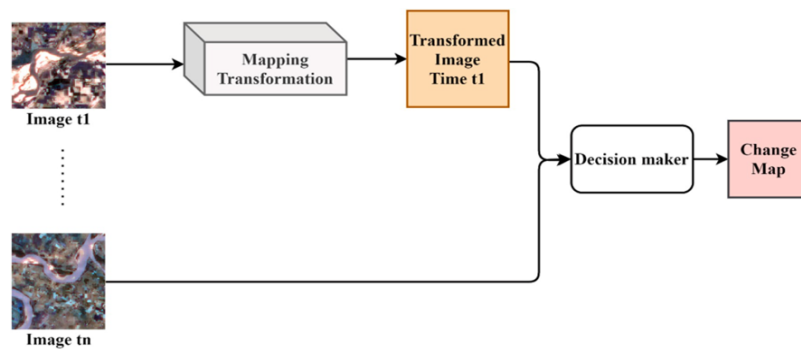 Image t1
Mapping
Transformation
Transformed
Image
Time t1
Decision maker
Change
Map
Image tn